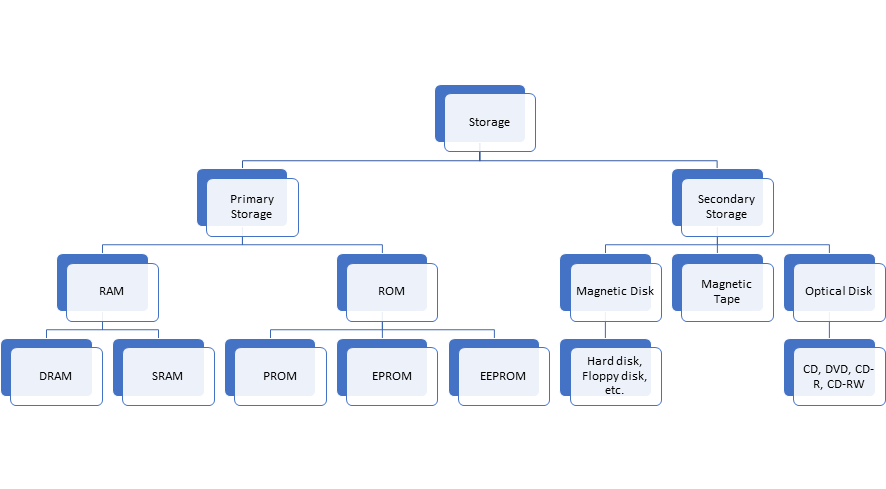 Storage
Primary
Storage
Secondary
Storage
RAM
ROM
Magnetic Disk
Magnetic
Tape
Optical Disk
DRAM
SRAM
PROM
EPROM
EEPROM
Hard disk,
Floppy disk,
etc.
CD, DVD, CD-
R, CD-RW